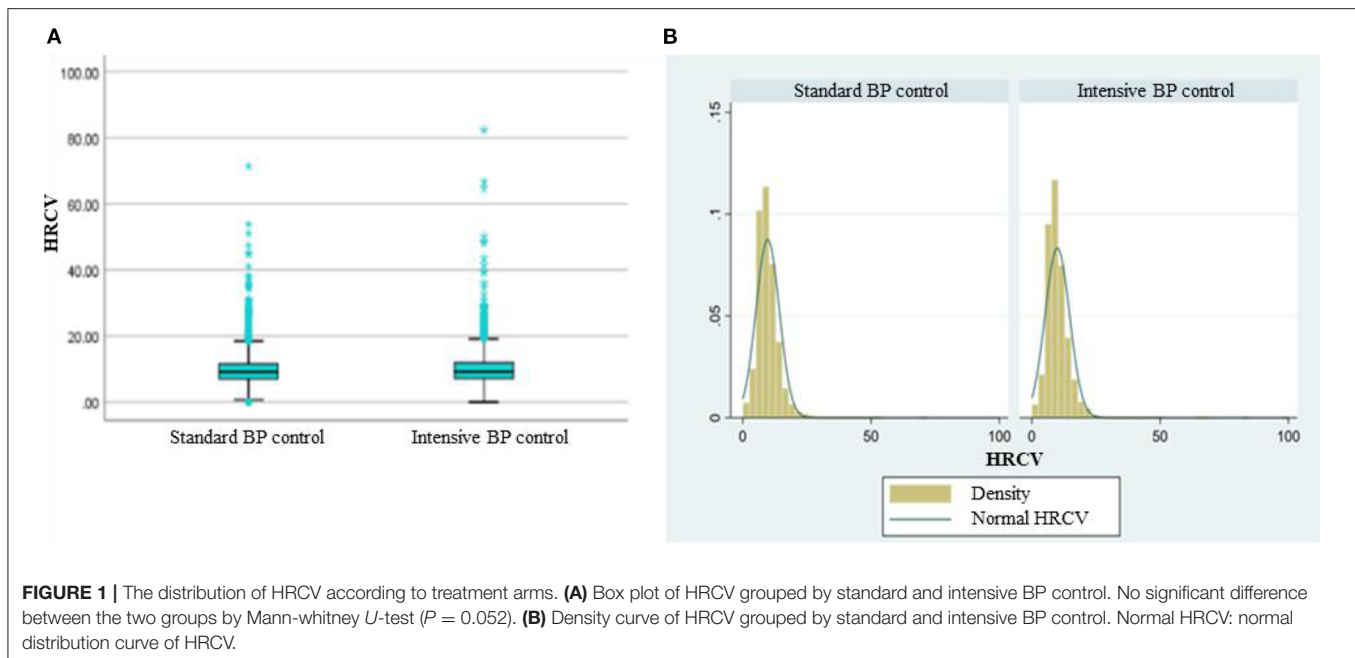 A
100.00
80.00
60.00
40.00
20.00
.00
HRCV
Standard BP control
Intensive BP control
B
Standard BP control
Intensive BP control
.15
.1
.05
0
0
50
100
0
50
100
HRCV
Density
Normal HRCV
FIGURE 1 | The distribution of HRCV according to treatment arms. (A) Box plot of HRCV grouped by standard and intensive BP control. No significant difference
between the two groups by Mann-whitney U-test (P = 0.052). (B) Density curve of HRCV grouped by standard and intensive BP control. Normal HRCV: normal
distribution curve of HRCV.